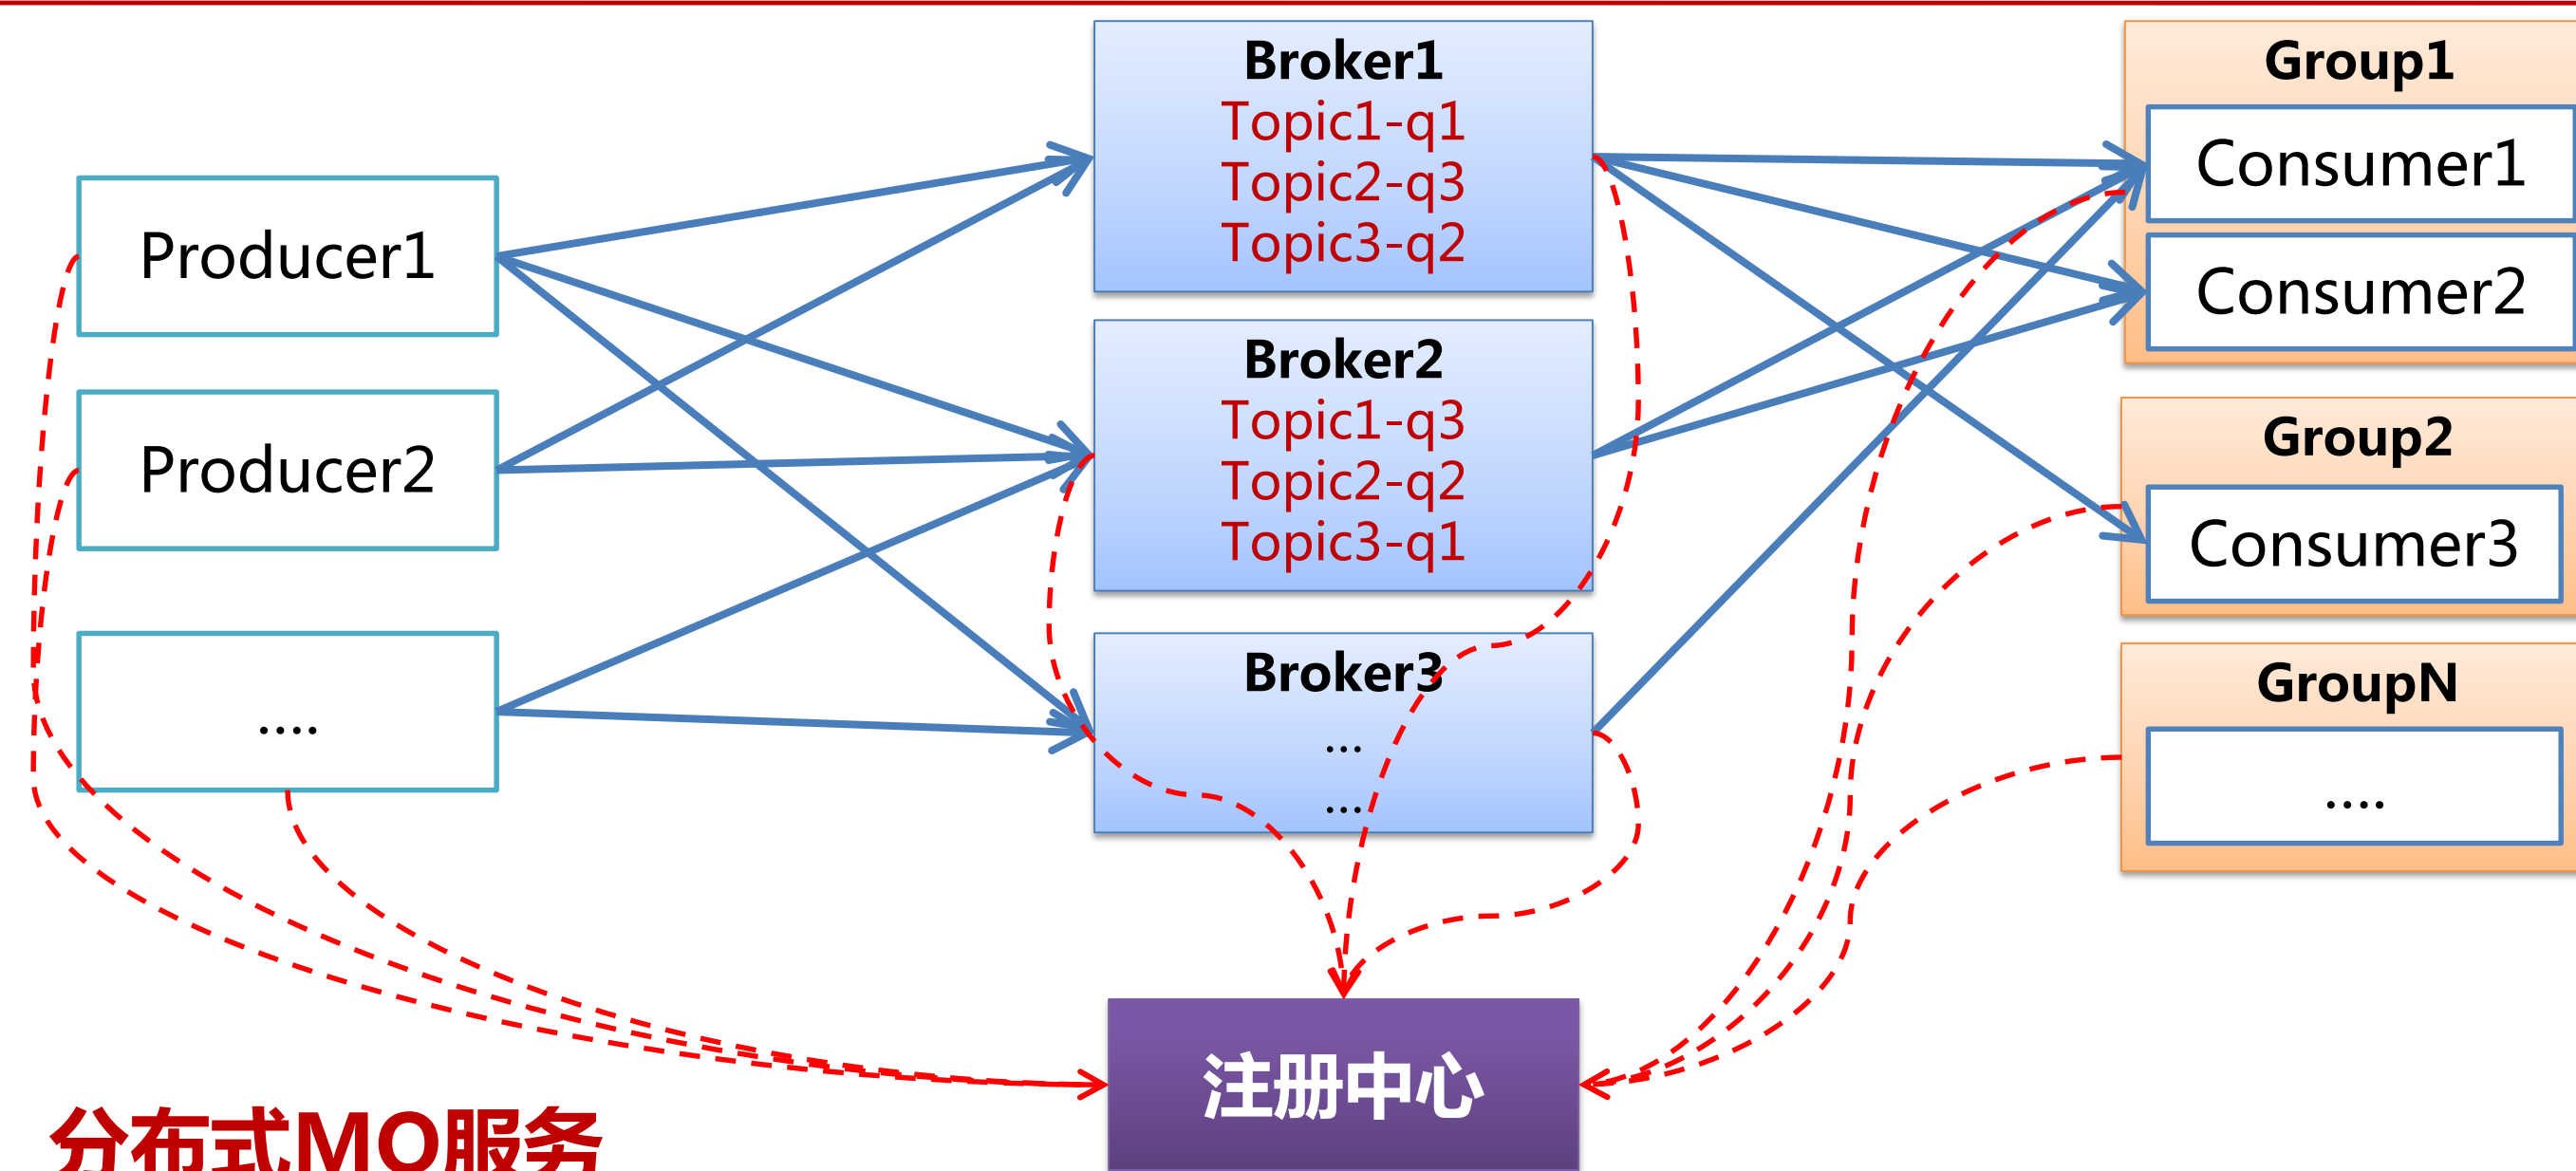 Producer1
Producer2
....
Broker1
Topic1-q1
Topic2-q3
Topic3-q2
Broker2
Topic1-q3
Topic2-q2
Topic3-q1
Broker3
...
...
Group1
Consumer1
Consumer2
Group2
Consumer3
GroupN
....
注册中心
分布式MQ服务